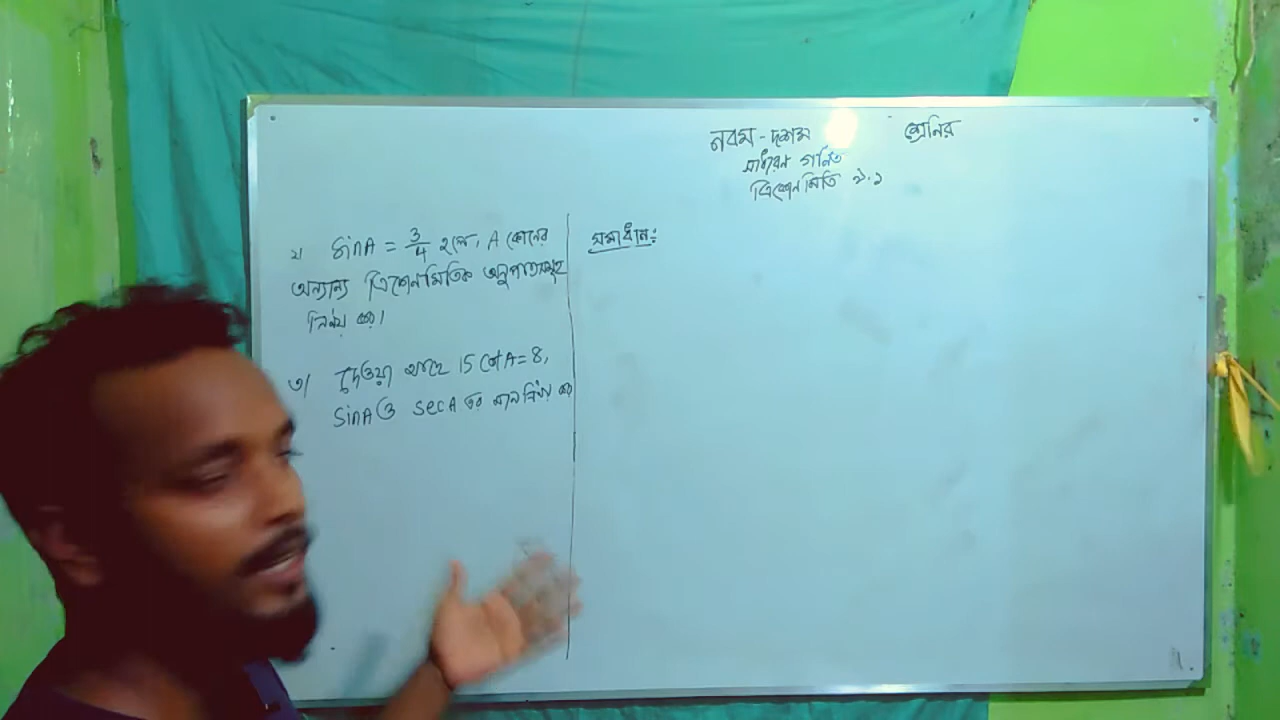 নবম-দশম শ্রেনির
সাধারন গনিত
ত্রিকোনমিতি ৯.১
২। sinA = 3/4 হলে, A কোনের
অন্যান্য ত্রিকোনমিতিক অনুপাতসমূহ
নির্ণয় কর।
৩। দেওয়া আছে 15 cotA = 8,
sinA ও secA এর মান নির্ণয় কর
সমাধান: